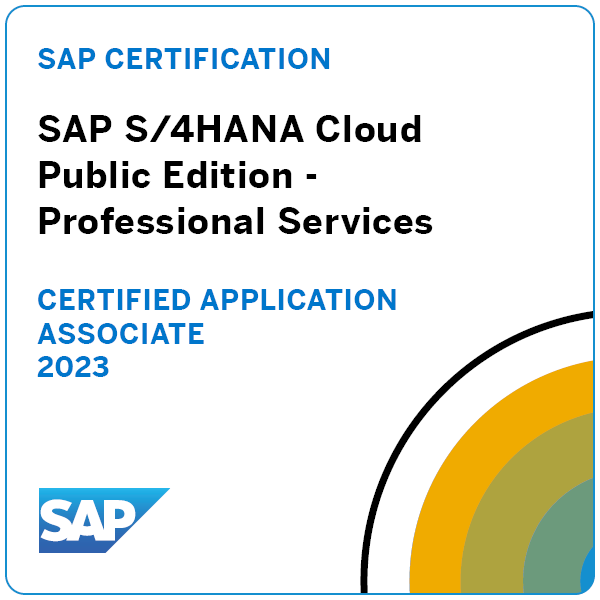 SAP CERTIFICATION
SAP S/4HANA Cloud
Public Edition -
Professional Services
CERTIFIED APPLICATION
ASSOCIATE
2023
SAP